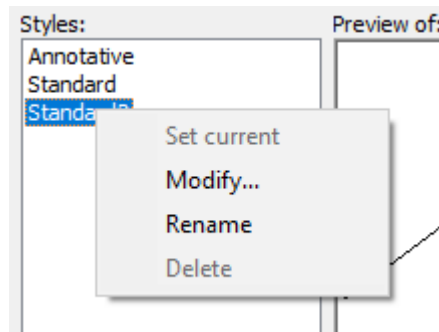 Styles:
Preview of:
Annotative
Standard
Set current
Modify...
Rename
Delete